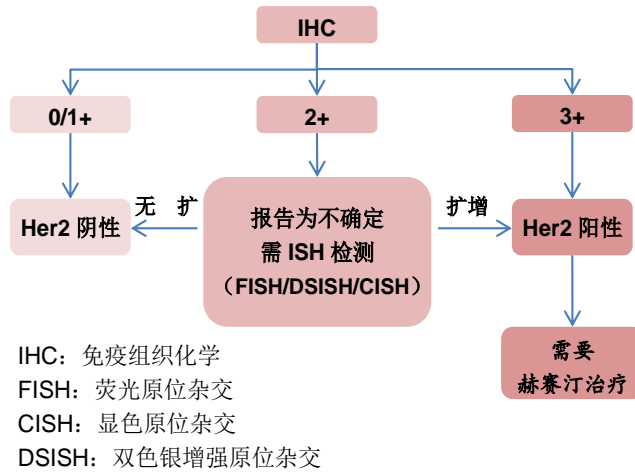 IHC
0/1+
2+
3+
Her2 阴性
无 扩
报告为不确定
需 ISH 检测
（FISH/DSISH/CISH）
扩增
Her2 阳性
需要
赫赛汀治疗
IHC：免疫组织化学
FISH：荧光原位杂交
CISH：显色原位杂交
DSISH：双色银增强原位杂交